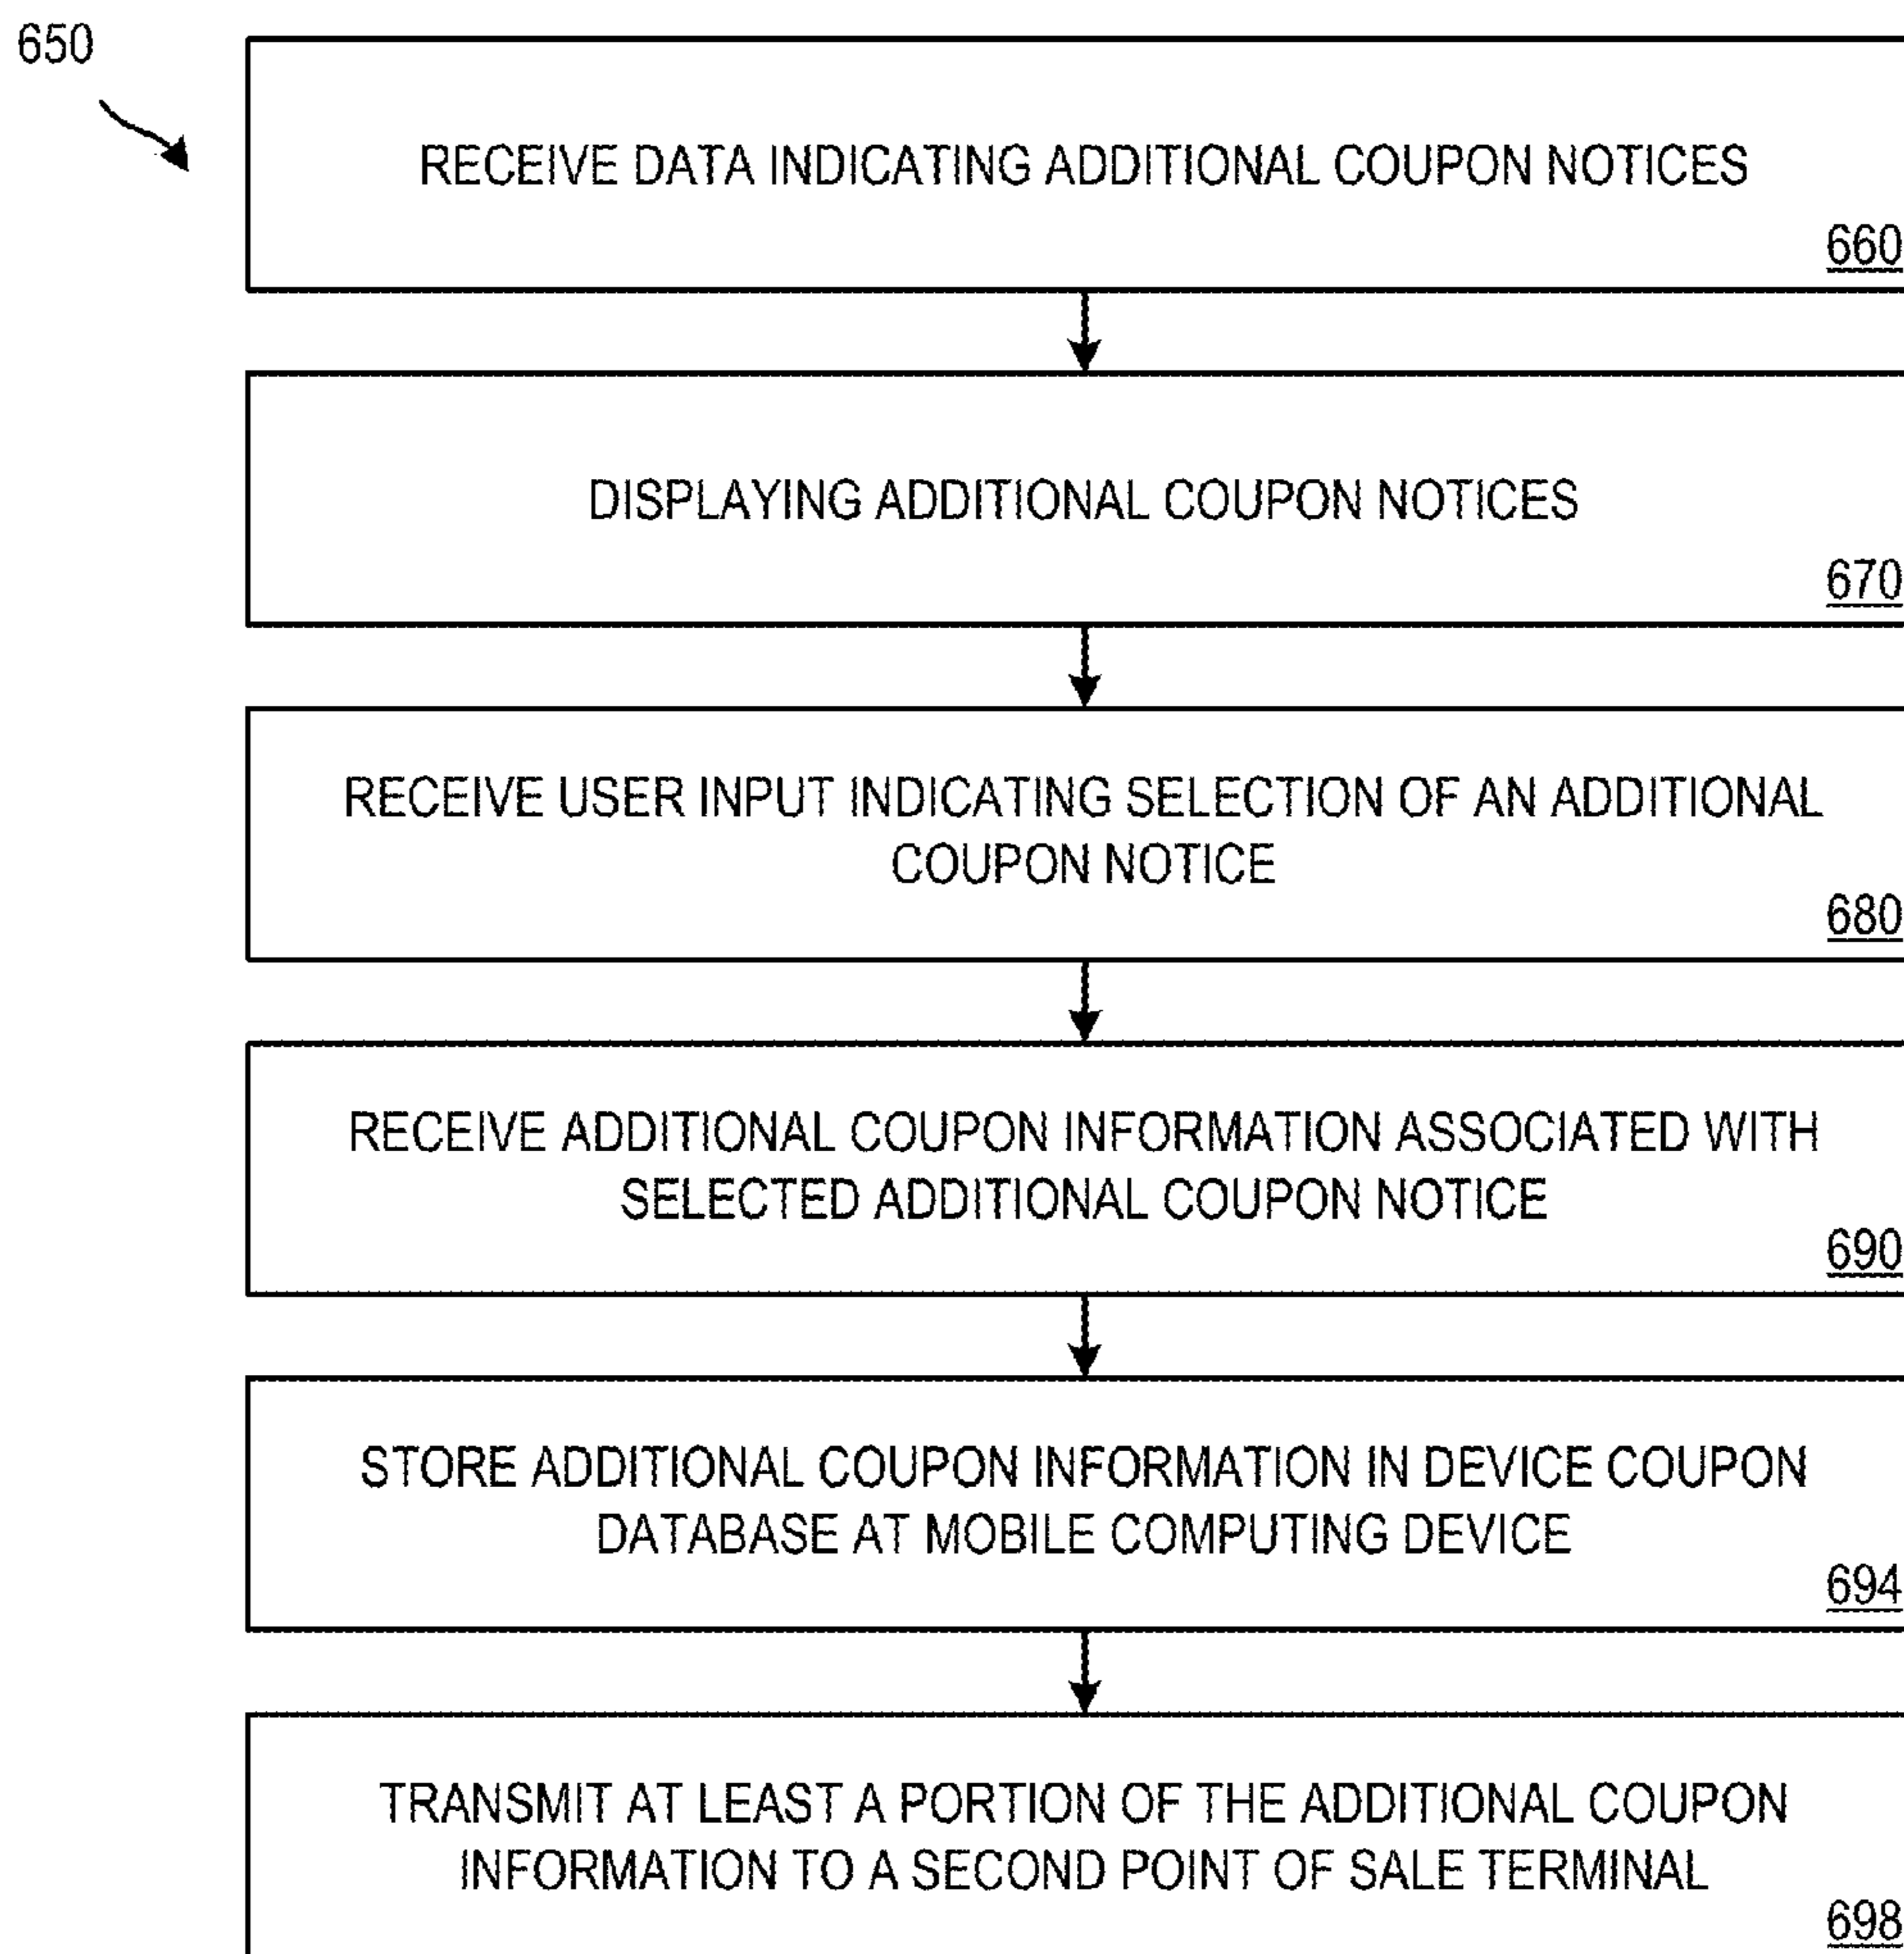 650
RECEIVE DATA INDICATING ADDITIONAL COUPON NOTICES
660
DISPLAYING ADDITIONAL COUPON NOTICES
670
RECEIVE USER INPUT INDICATING SELECTION OF AN ADDITIONAL
COUPON NOTICE
680
RECEIVE ADDITIONAL COUPON INFORMATION ASSOCIATED WITH
SELECTED ADDITIONAL COUPON NOTICE
690
STORE ADDITIONAL COUPON INFORMATION IN DEVICE COUPON
DATABASE AT MOBILE COMPUTING DEVICE
694
TRANSMIT AT LEAST A PORTION OF THE ADDITIONAL COUPON
INFORMATION TO A SECOND POINT OF SALE TERMINAL
698